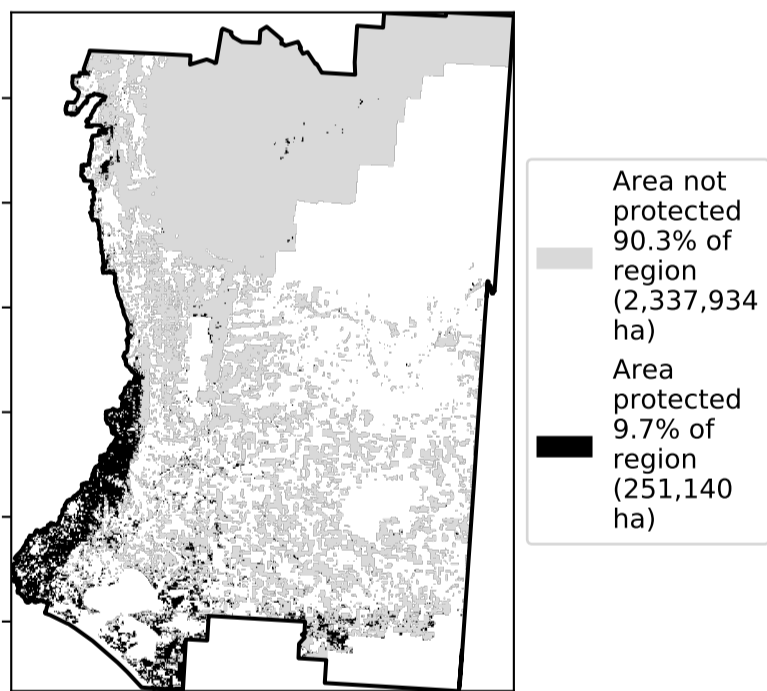 Area not
protected
90.3% of
region
(2,337,934
ha)
Area
protected
9.7% of
region
(251,140
ha)